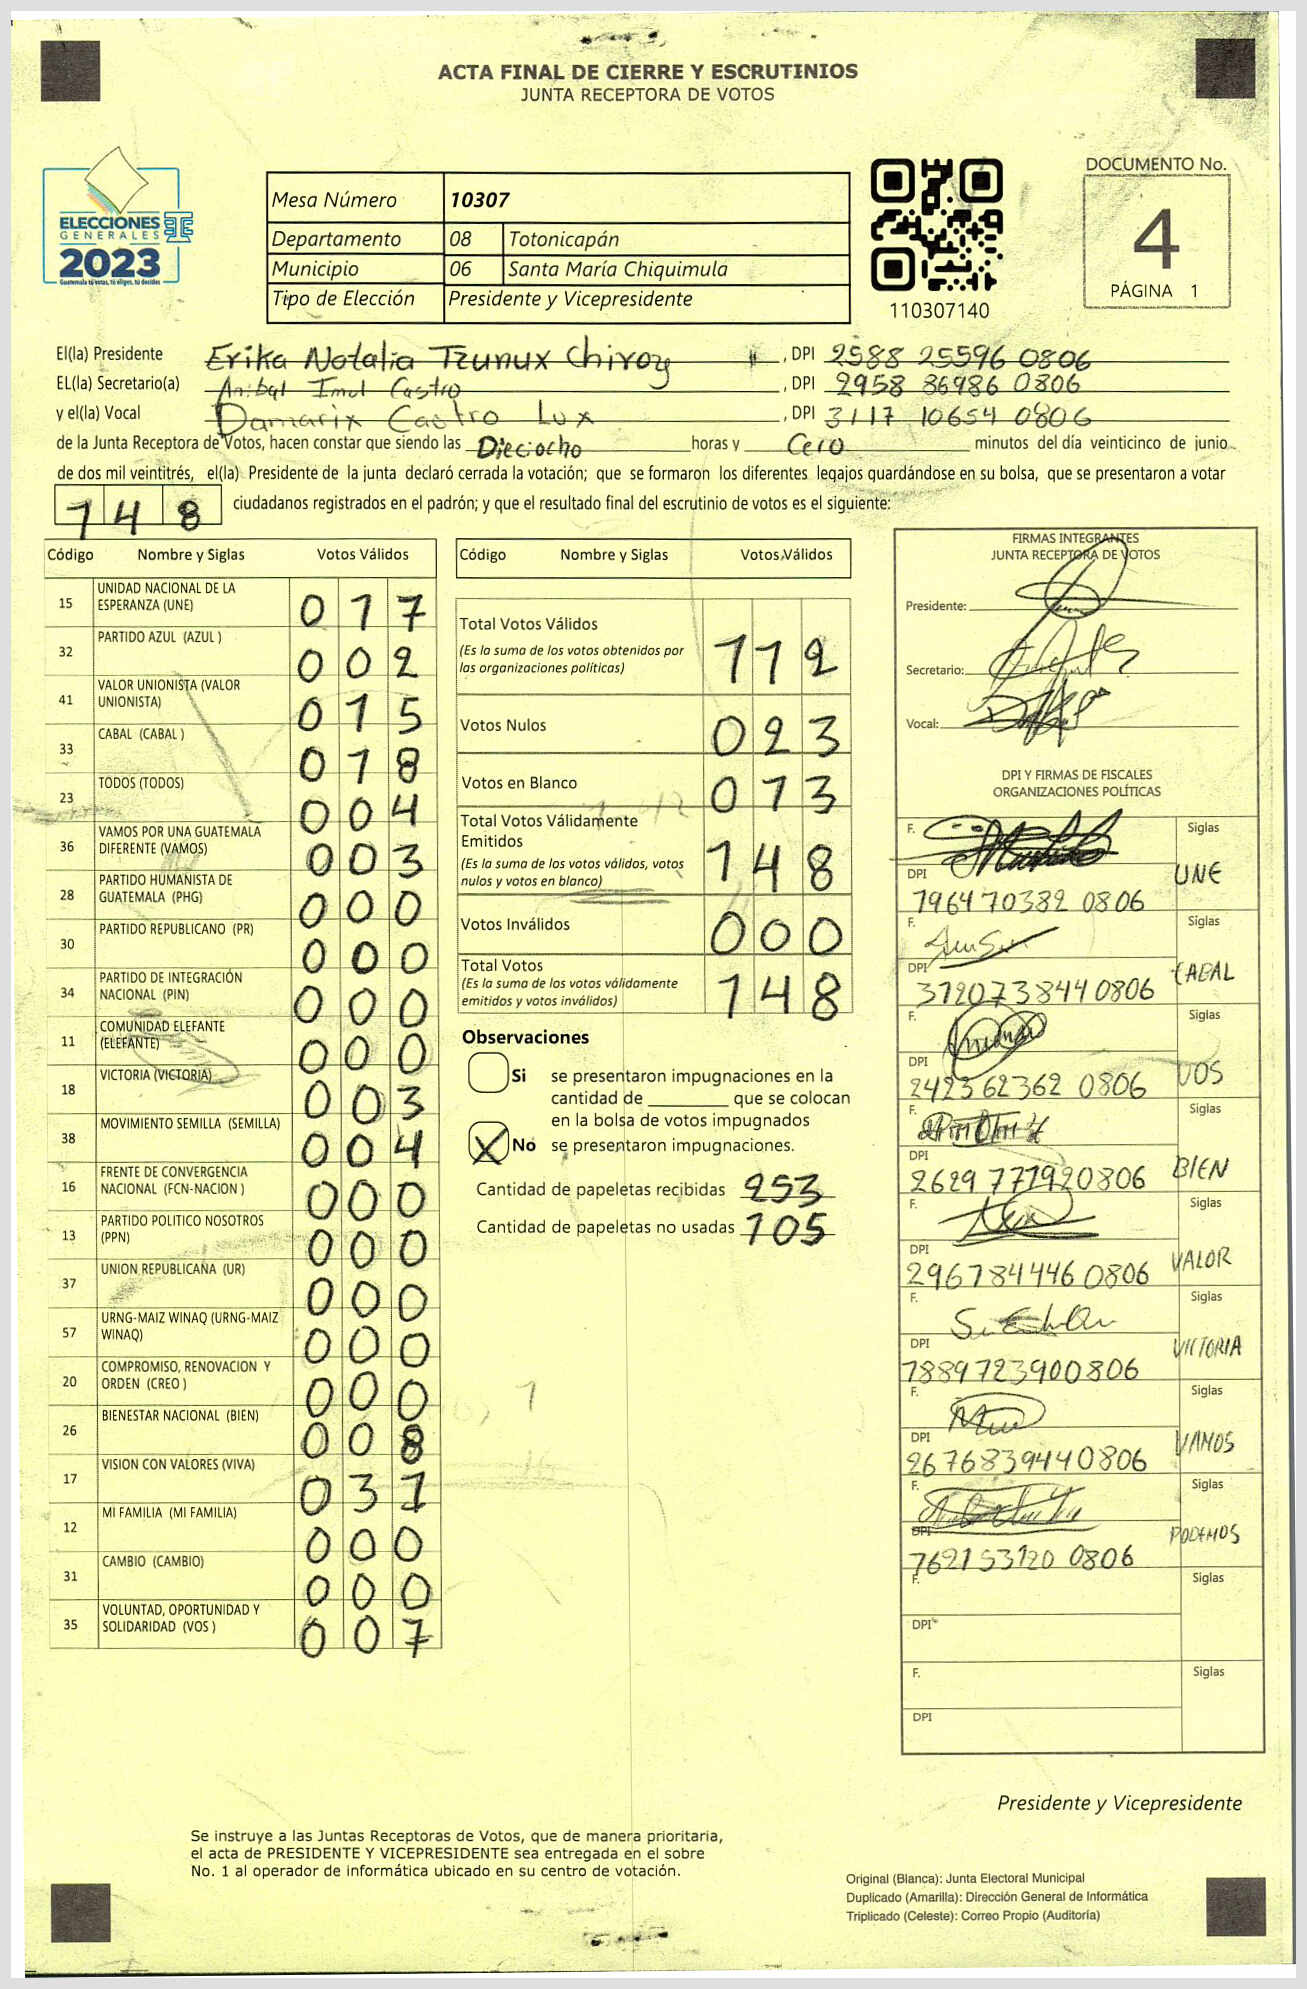 ACTA FINAL DE CIERRE Y ESCRUTINIOS
JUNTA RECEPTORA DE VOTOS
ELECCIONES
GENERALES
2023
Guatemala tú votas, tú eliges, tú decides
Mesa Número 10307
Departamento 08 Totonicapán
Municipio 06 Santa María Chiquimula
Tipo de Elección Presidente y Vicepresidente
110307140
DOCUMENTO No.
4
PÁGINA 1
El(la) Presidente Erika Natalia Tzunux Chiroy, DPI 2588 25596 0806
EL(la) Secretario(a) Anibal Imul Castro, DPI 2958 86986 0806
y el(la) Vocal Damarix Castro Lux, DPI 3117 10654 0806
de la Junta Receptora de Votos, hacen constar que siendo las Dieciocho horas y Cero minutos del día veinticinco de junio
de dos mil veintitrés, el(la) Presidente de la junta declaró cerrada la votación; que se formaron los diferentes legajos guardándose en su bolsa, que se presentaron a votar
148 ciudadanos registrados en el padrón; y que el resultado final del escrutinio de votos es el siguiente:
Código Nombre y Siglas Votos Válidos
15 UNIDAD NACIONAL DE LA ESPERANZA (UNE) 017
32 PARTIDO AZUL (AZUL ) 002
41 VALOR UNIONISTA (VALOR UNIONISTA) 015
33 CABAL (CABAL ) 018
23 TODOS (TODOS) 004
36 VAMOS POR UNA GUATEMALA DIFERENTE (VAMOS) 003
28 PARTIDO HUMANISTA DE GUATEMALA (PHG) 000
30 PARTIDO REPUBLICANO (PR) 000
34 PARTIDO DE INTEGRACIÓN NACIONAL (PIN) 000
11 COMUNIDAD ELEFANTE (ELEFANTE) 000
18 VICTORIA (VICTORIA) 003
38 MOVIMIENTO SEMILLA (SEMILLA) 004
16 FRENTE DE CONVERGENCIA NACIONAL (FCN-NACION ) 000
13 PARTIDO POLITICO NOSOTROS (PPN) 000
37 UNION REPUBLICANA (UR) 000
57 URNG-MAIZ WINAQ (URNG-MAIZ WINAQ) 000
20 COMPROMISO, RENOVACION Y ORDEN (CREO ) 000
26 BIENESTAR NACIONAL (BIEN) 008
17 VISION CON VALORES (VIVA) 031
12 MI FAMILIA (MI FAMILIA) 000
31 CAMBIO (CAMBIO) 000
35 VOLUNTAD, OPORTUNIDAD Y SOLIDARIDAD (VOS ) 007
Código Nombre y Siglas Votos Válidos
Total Votos Válidos 112
(Es la suma de los votos obtenidos por
las organizaciones políticas)
Votos Nulos 023
Votos en Blanco 013
Total Votos Válidamente
Emitidos 148
(Es la suma de los votos válidos, votos
nulos y votos en blanco)
Votos Inválidos 000
Total Votos 148
(Es la suma de los votos válidamente
emitidos y votos inválidos)
Observaciones
Si se presentaron impugnaciones en la
cantidad de ________ que se colocan
en la bolsa de votos impugnados
X No se presentaron impugnaciones.
Cantidad de papeletas recibidas 253
Cantidad de papeletas no usadas 105
FIRMAS INTEGRANTES
JUNTA RECEPTORA DE VOTOS
Presidente:
Secretario:
Vocal:
DPI Y FIRMAS DE FISCALES
ORGANIZACIONES POLÍTICAS
F. Siglas
DPI UNE
1964 70382 0806
F. Siglas
DPI CABAL
3120738440806
F. Siglas
DPI VOS
242362362 0806
F. Siglas
DPI BIEN
2629 771920806
F. Siglas
DPI VALOR
2967844460806
F. Siglas
DPI VICTORIA
1889723900806
F. Siglas
DPI VAMOS
2676839440806
F. Siglas
DPI PODEMOS
762153120 0806
F. Siglas
DPI
F. Siglas
DPI
Presidente y Vicepresidente
Se instruye a las Juntas Receptoras de Votos, que de manera prioritaria,
el acta de PRESIDENTE Y VICEPRESIDENTE sea entregada en el sobre
No. 1 al operador de informática ubicado en su centro de votación.
Original (Blanca): Junta Electoral Municipal
Duplicado (Amarilla): Dirección General de Informática
Triplicado (Celeste): Correo Propio (Auditoría)